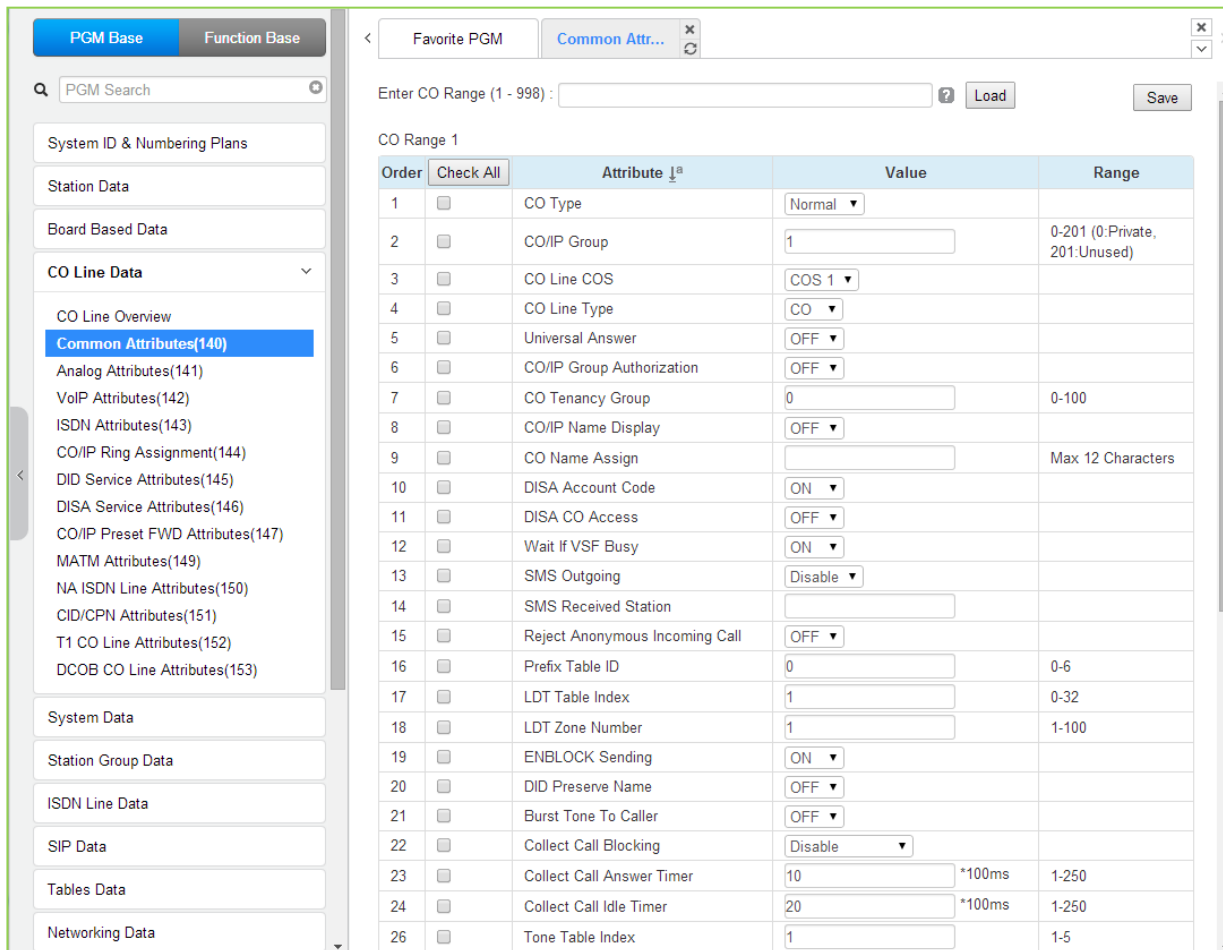 PGM Base Function Base
PGM Search
System ID & Numbering Plans
Station Data
Board Based Data
CO Line Data
CO Line Overview
Common Attributes(140)
Analog Attributes(141)
VoIP Attributes(142)
ISDN Attributes(143)
CO/IP Ring Assignment(144)
DID Service Attributes(145)
DISA Service Attributes(146)
CO/IP Preset FWD Attributes(147)
MATM Attributes(149)
NA ISDN Line Attributes(150)
CID/CPN Attributes(151)
T1 CO Line Attributes(152)
DCOB CO Line Attributes(153)
System Data
Station Group Data
ISDN Line Data
SIP Data
Tables Data
Networking Data
Favorite PGM Common Attr...
Enter CO Range (1 - 998) : ? Load Save
CO Range 1
Order Check All Attribute Value Range
1 CO Type Normal
2 CO/IP Group 1 0-201 (0:Private,
201:Unused)
3 CO Line COS COS 1
4 CO Line Type CO
5 Universal Answer OFF
6 CO/IP Group Authorization OFF
7 CO Tenancy Group 0 0-100
8 CO/IP Name Display OFF
9 CO Name Assign Max 12 Characters
10 DISA Account Code ON
11 DISA CO Access OFF
12 Wait If VSF Busy ON
13 SMS Outgoing Disable
14 SMS Received Station
15 Reject Anonymous Incoming Call OFF
16 Prefix Table ID 0 0-6
17 LDT Table Index 1 0-32
18 LDT Zone Number 1 1-100
19 ENBLOCK Sending ON
20 DID Preserve Name OFF
21 Burst Tone To Caller OFF
22 Collect Call Blocking Disable
23 Collect Call Answer Timer 10 *100ms 1-250
24 Collect Call Idle Timer 20 *100ms 1-250
26 Tone Table Index 1 1-5